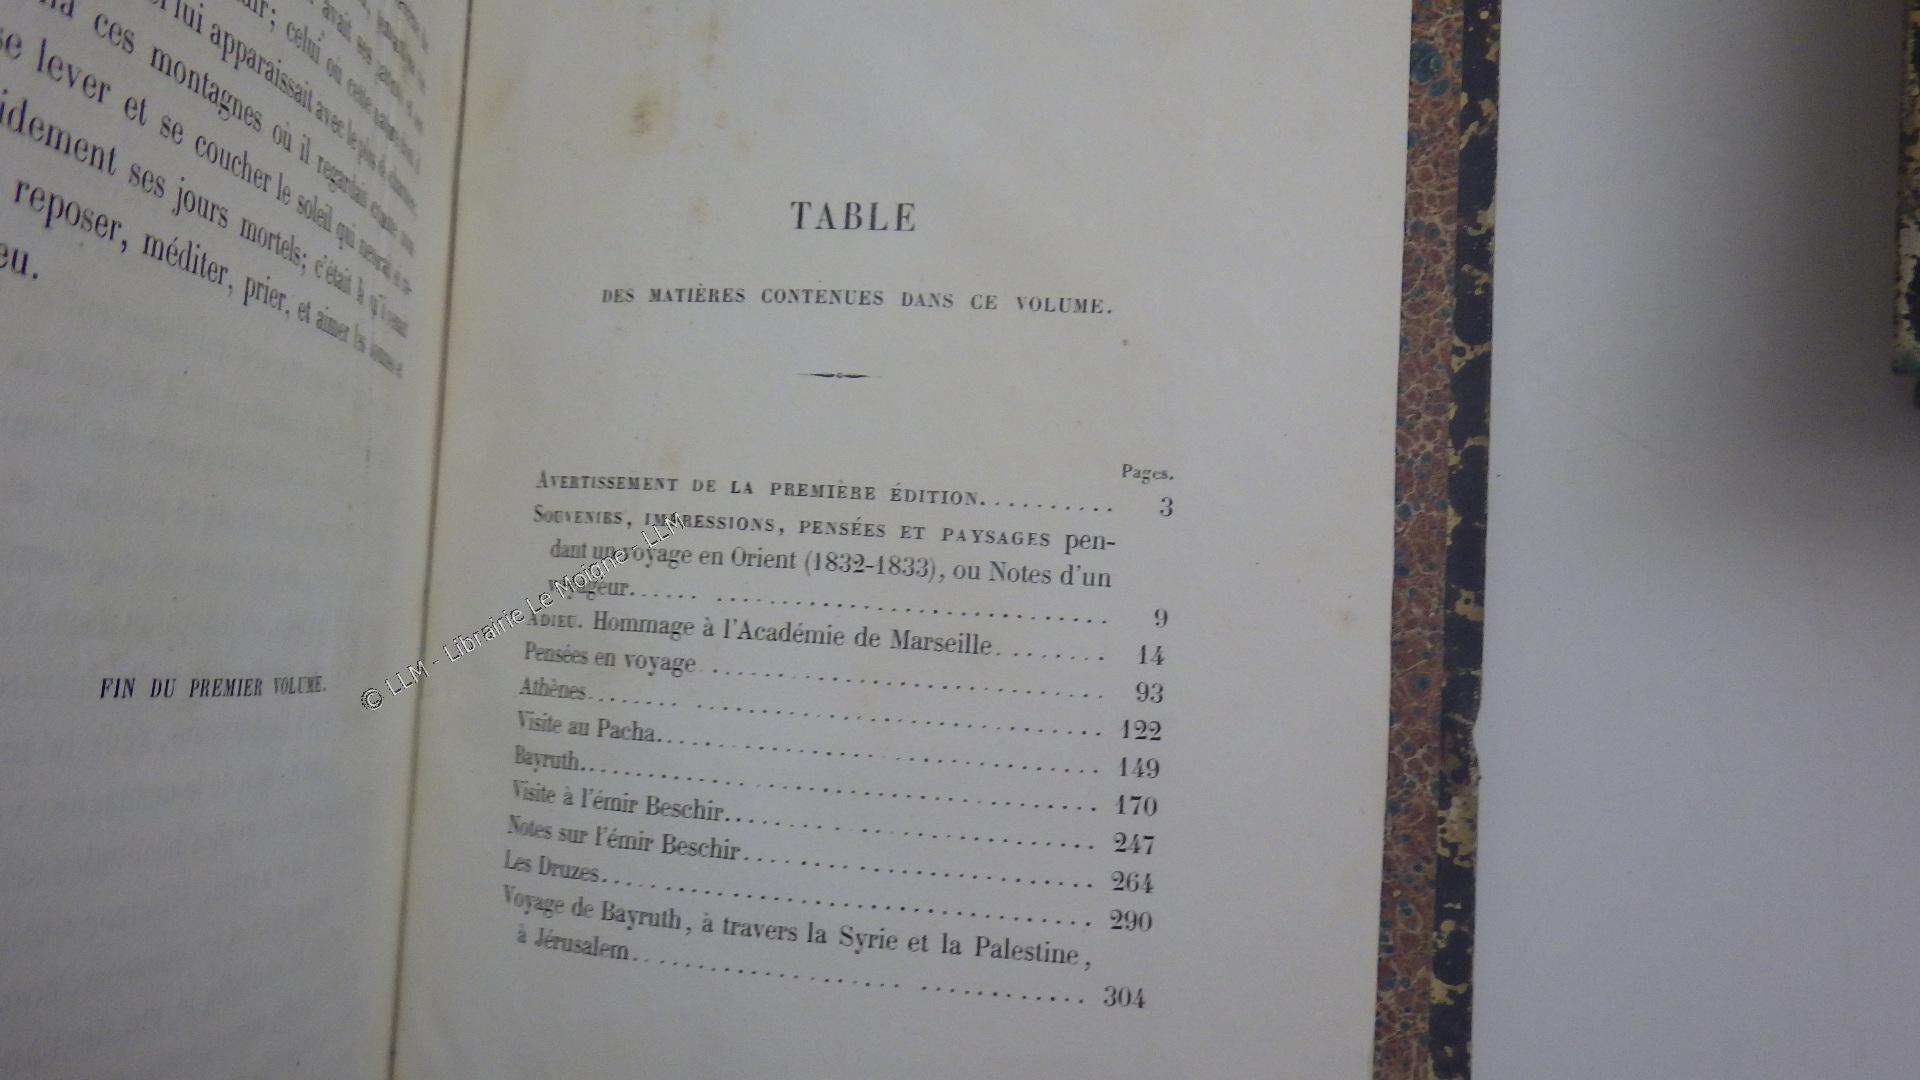 ces montagnes où il regardait comme
se lever et se coucher le soleil qui
ses jours mortels; c'était là qu'il
reposer, méditer, prier, et aimer les
FIN DU PREMIER VOLUME.
TABLE
DES MATIÈRES CONTENUES DANS CE VOLUME.
Pages.
AVERTISSEMENT DE LA PREMIÈRE ÉDITION.......... 3
SOUVENIRS, IMPRESSIONS, PENSÉES ET PAYSAGES pen-
dant un voyage en Orient (1832-1833), ou Notes d'un
voyageur...... .............................. 9
ADIEU. Hommage à l'Académie de Marseille........ 14
Pensées en voyage.............................. 93
Athènes....... ............................... 122
Visite au Pacha................................. 149
Bayruth....................................... 170
Visite à l'émir Beschir............................ 247
Notes sur l'émir Beschir.......................... 264
Les Druzes..................................... 290
Voyage de Bayruth, à travers la Syrie et la Palestine,
à Jérusalem.................................. 304
© LLM - Librairie Le Moigne - LLM